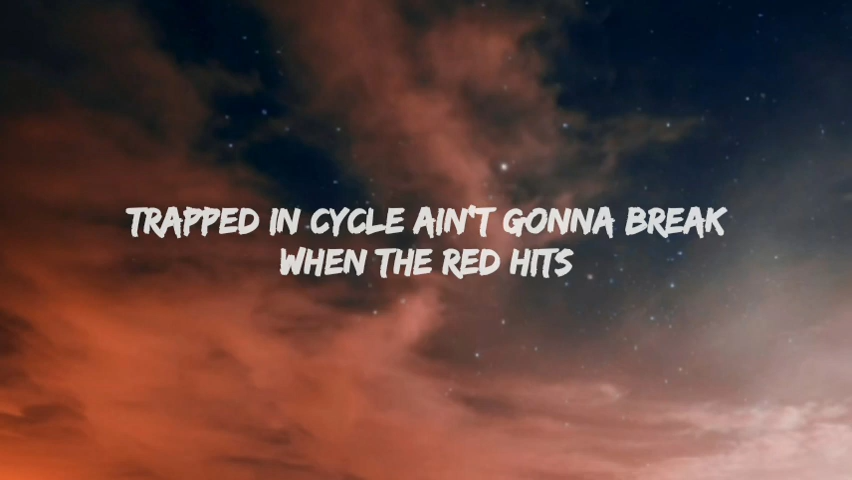 TRAPPED IN CYCLE AIN'T GONNA BREAK
WHEN THE RED HITS